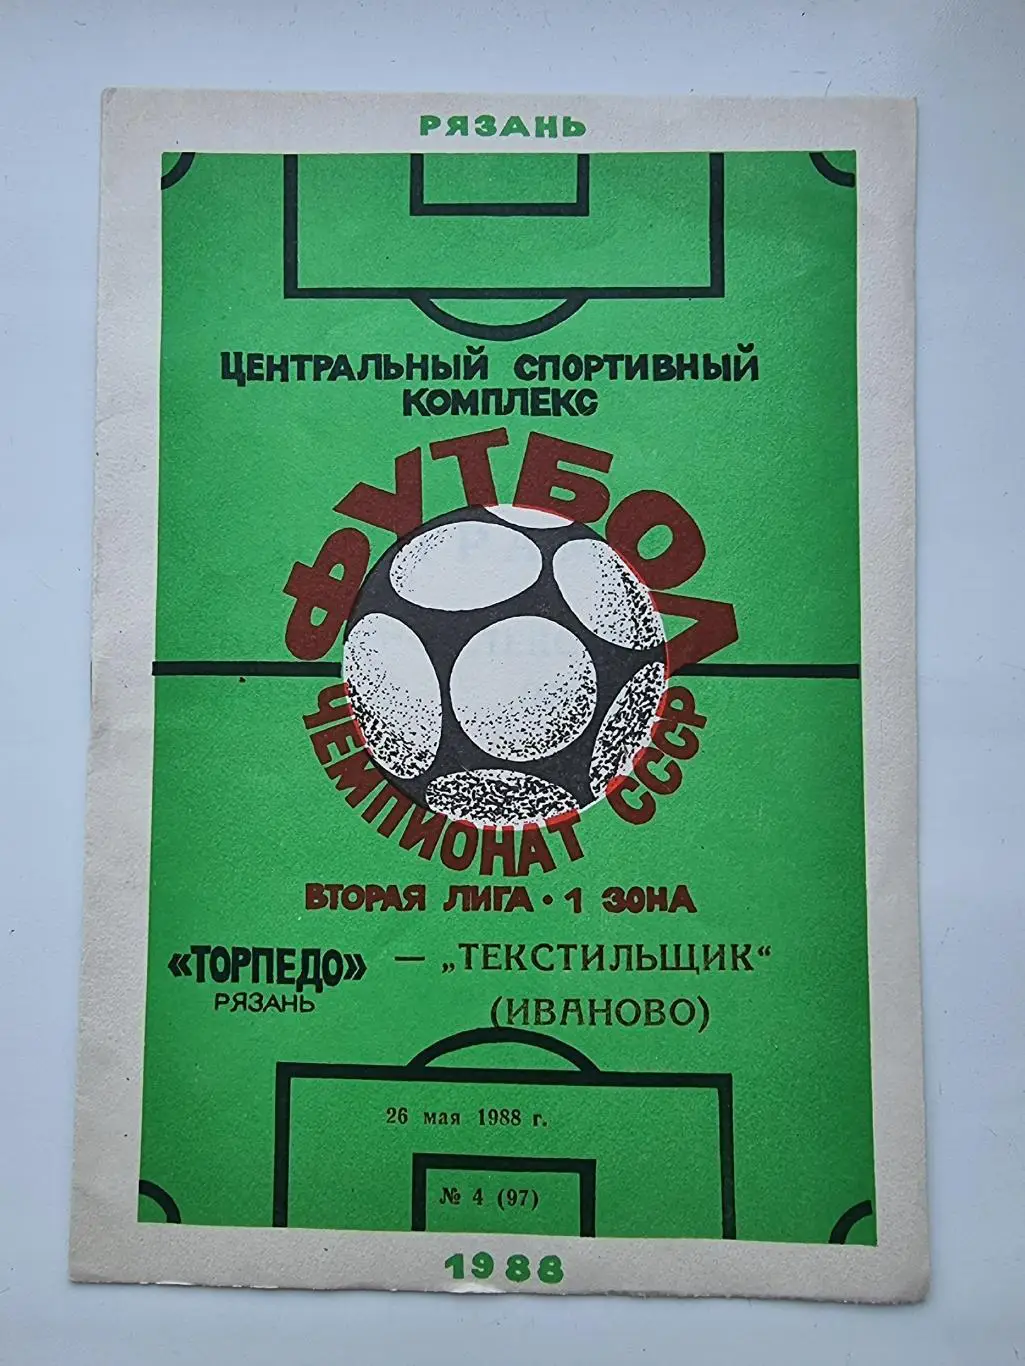 РЯЗАНЬ
ЦЕНТРАЛЬНЫЙ СПОРТИВНЫЙ
КОМПЛЕКС
ФУТБОЛ
ЧЕМПИОНАТ СССР
ВТОРАЯ ЛИГА • 1 ЗОНА
«ТОРПЕДО» — „ТЕКСТИЛЬЩИК“
РЯЗАНЬ (ИВАНОВО)
26 мая 1988 г.
№ 4 (97)
1988